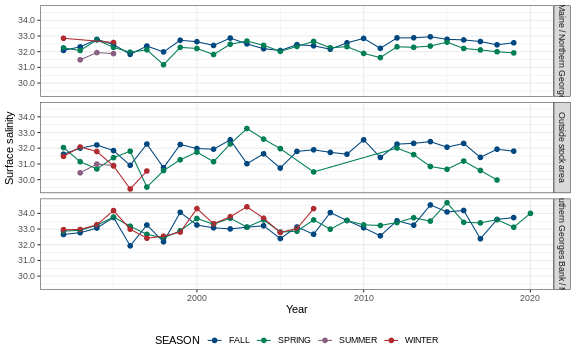 34.0
33.0
32.0
31.0
30.0
Maine / Northern Georg
34.0
33.0
32.0
31.0
30.0
Outside stock area
34.0
33.0
32.0
31.0
30.0
thern Georges Bank /
Surface salinity
2000
2010
2020
Year
SEASON
FALL
SPRING
SUMMER
WINTER